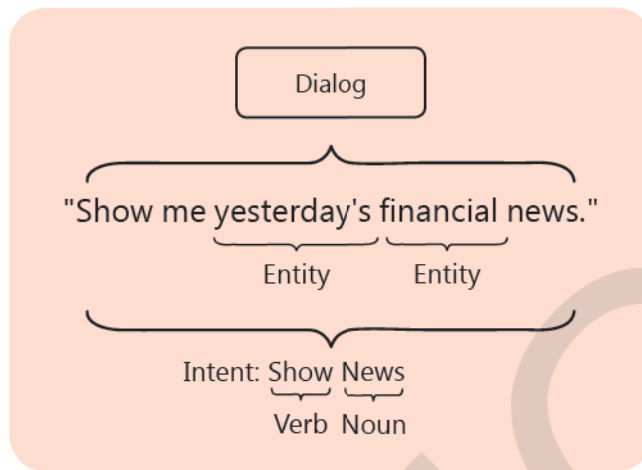 Dialog
"Show me yesterday's financial news."
Entity Entity
Intent: Show News
Verb Noun